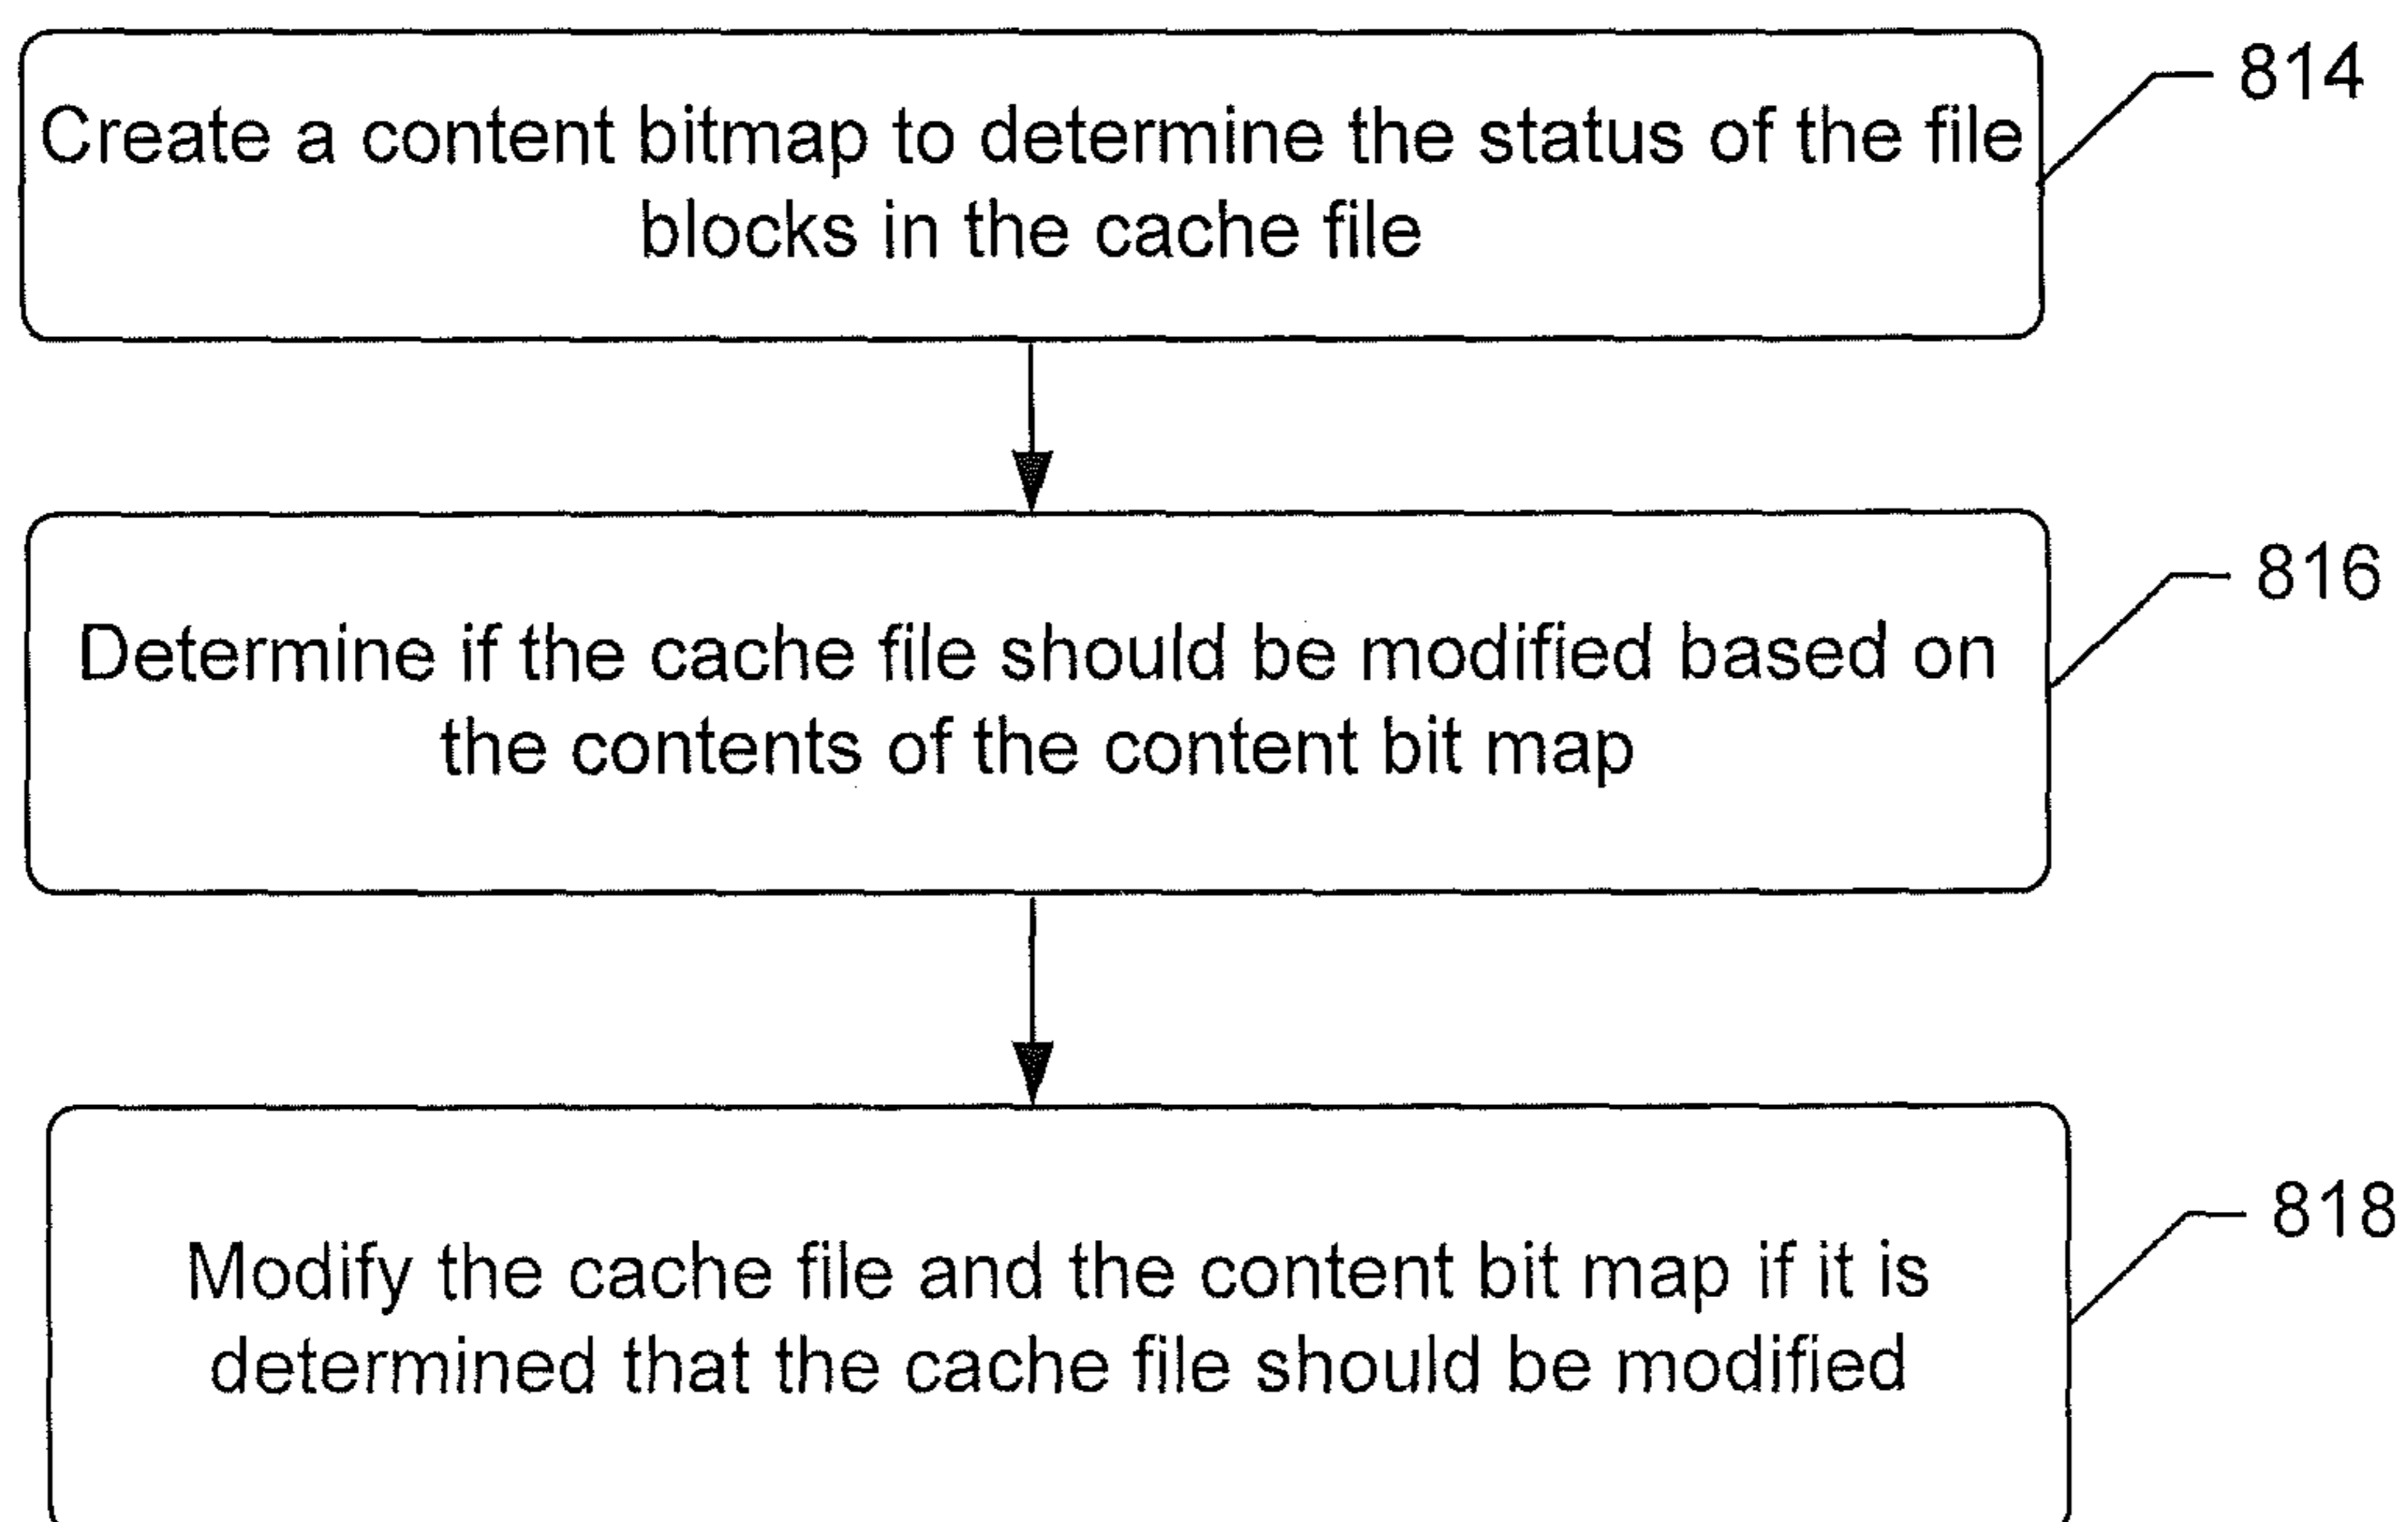 Create a content bitmap to determine the status of the file
blocks in the cache file
814
Determine if the cache file should be modified based on
the contents of the content bit map
816
Modify the cache file and the content bit map if it is
determined that the cache file should be modified
818